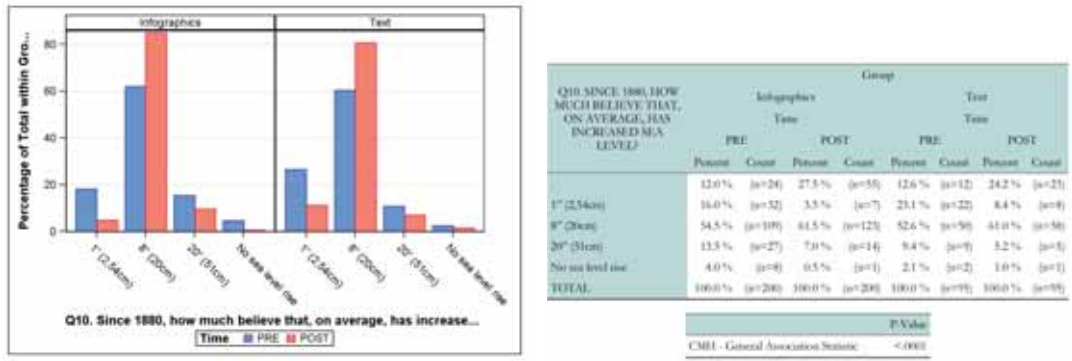 Infographics Text
Percentage of Total within Gro...
80
60
40
20
0
1' (2,54cm)
8' (20cm)
20' (51cm)
No sea level rise
1' (2,54cm)
8' (20cm)
20' (51cm)
No sea level rise
Q10. Since 1880, how much believe that, on average, has increase...
Time PRE POST
Group
Q10. SINCE 1880, HOW
MUCH BELIEVE THAT,
ON AVERAGE, HAS
INCREASED SEA
LEVEL?
Infographics Text
Time Time
PRE POST PRE POST
Percent Count Percent Count Percent Count Percent Count
12.0 % (n=24) 27.5 % (n=55) 12.6 % (n=12) 24.2 % (n=23)
1" (2,54cm) 16.0 % (n=32) 3.5 % (n=7) 23.1 % (n=22) 8.4 % (n=8)
8" (20cm) 54.5 % (n=109) 61.5 % (n=123) 52.6 % (n=50) 61.0 % (n=58)
20" (51cm) 13.5 % (n=27) 7.0 % (n=14) 9.4 % (n=9) 5.2 % (n=5)
No sea level rise 4.0 % (n=8) 0.5 % (n=1) 2.1 % (n=2) 1.0 % (n=1)
TOTAL 100.0 % (n=200) 100.0 % (n=200) 100.0 % (n=95) 100.0 % (n=95)
P-Value
CMH - General Association Statistic <.0001